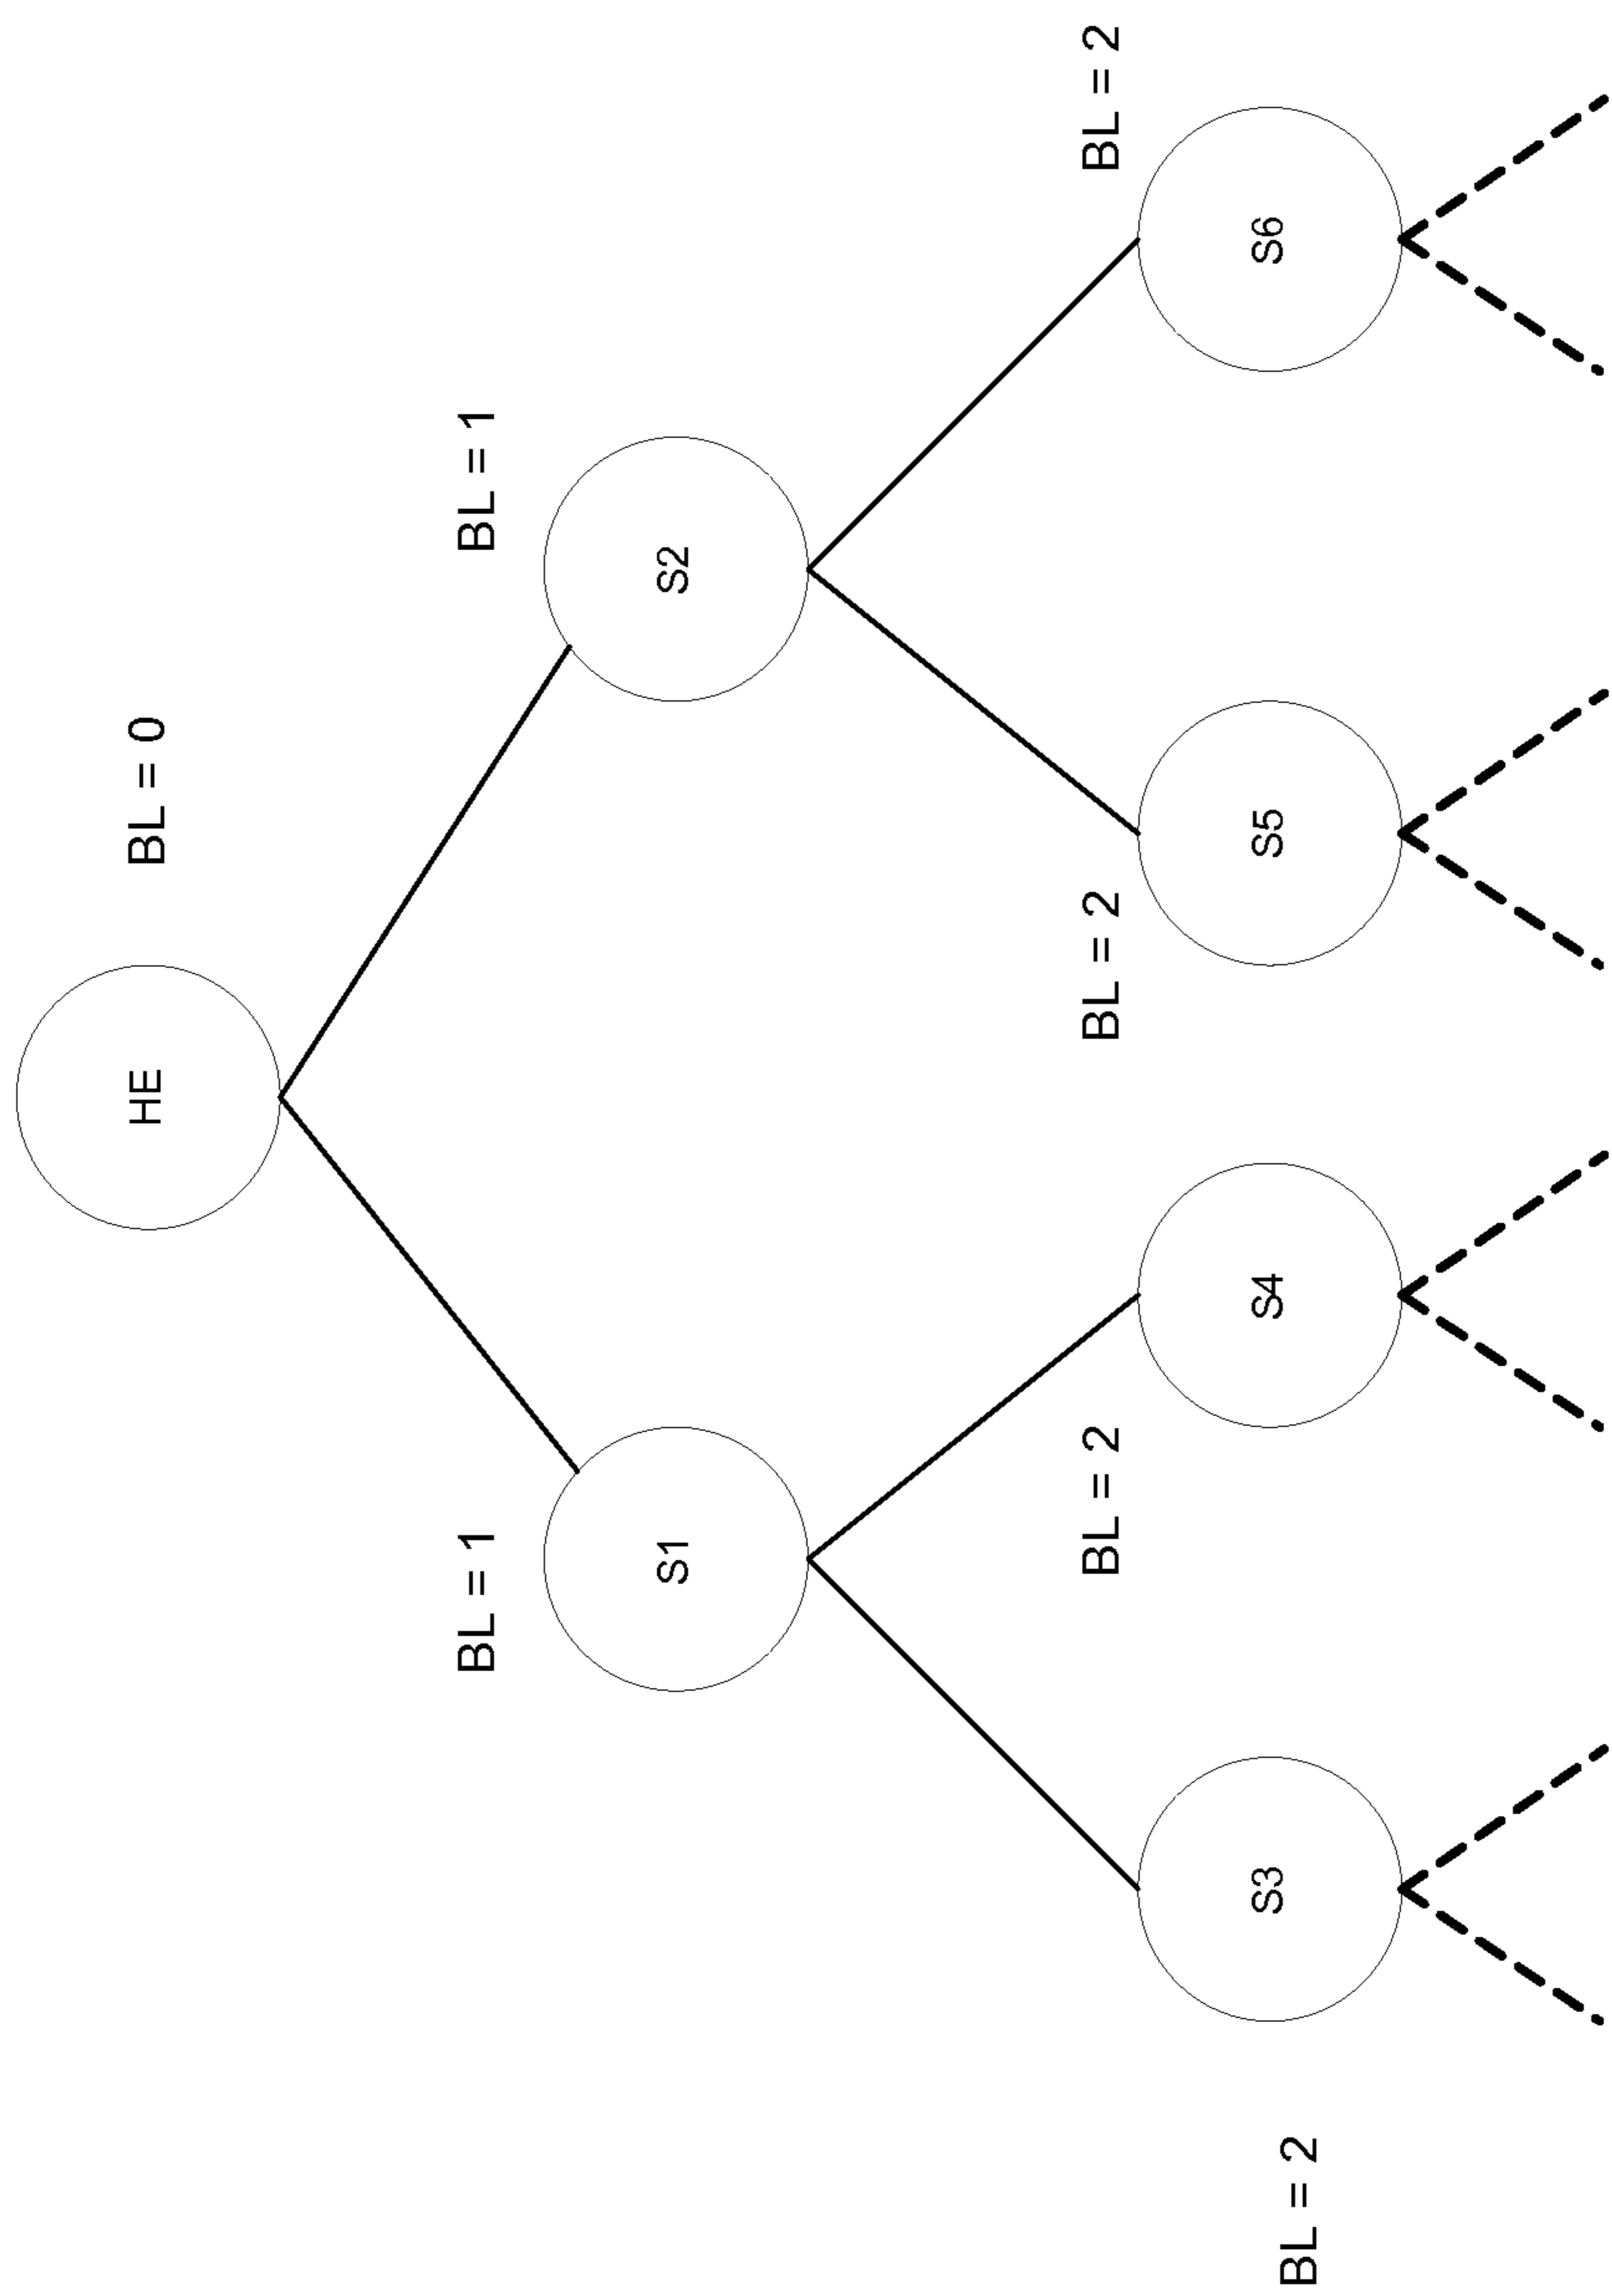 HE
BL = 0
BL = 1
S1
S2
BL = 1
BL = 2
S3
BL = 2
S4
BL = 2
S5
BL = 2
S6